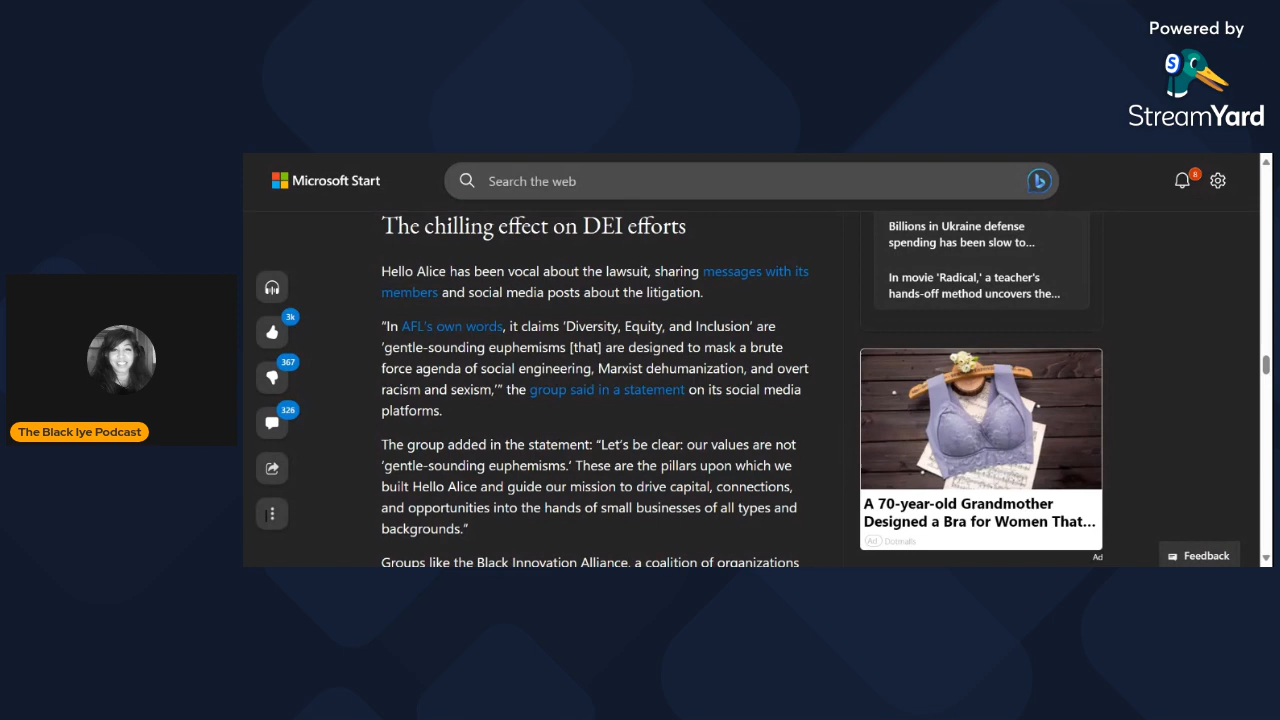 Powered by
StreamYard
Microsoft Start
Search the web
8
The chilling effect on DEI efforts
Hello Alice has been vocal about the lawsuit, sharing messages with its
members and social media posts about the litigation.
“In AFL’s own words, it claims ‘Diversity, Equity, and Inclusion’ are
‘gentle-sounding euphemisms [that] are designed to mask a brute
force agenda of social engineering, Marxist dehumanization, and overt
racism and sexism,’” the group said in a statement on its social media
platforms.
The group added in the statement: “Let’s be clear: our values are not
‘gentle-sounding euphemisms.’ These are the pillars upon which we
built Hello Alice and guide our mission to drive capital, connections,
and opportunities into the hands of small businesses of all types and
backgrounds.”
Groups like the Black Innovation Alliance, a coalition of organizations
3k
367
326
Billions in Ukraine defense
spending has been slow to...
In movie 'Radical,' a teacher's
hands-off method uncovers the...
A 70-year-old Grandmother
Designed a Bra for Women That...
Ad Dotmalls
Ad
Feedback
The Black Iye Podcast